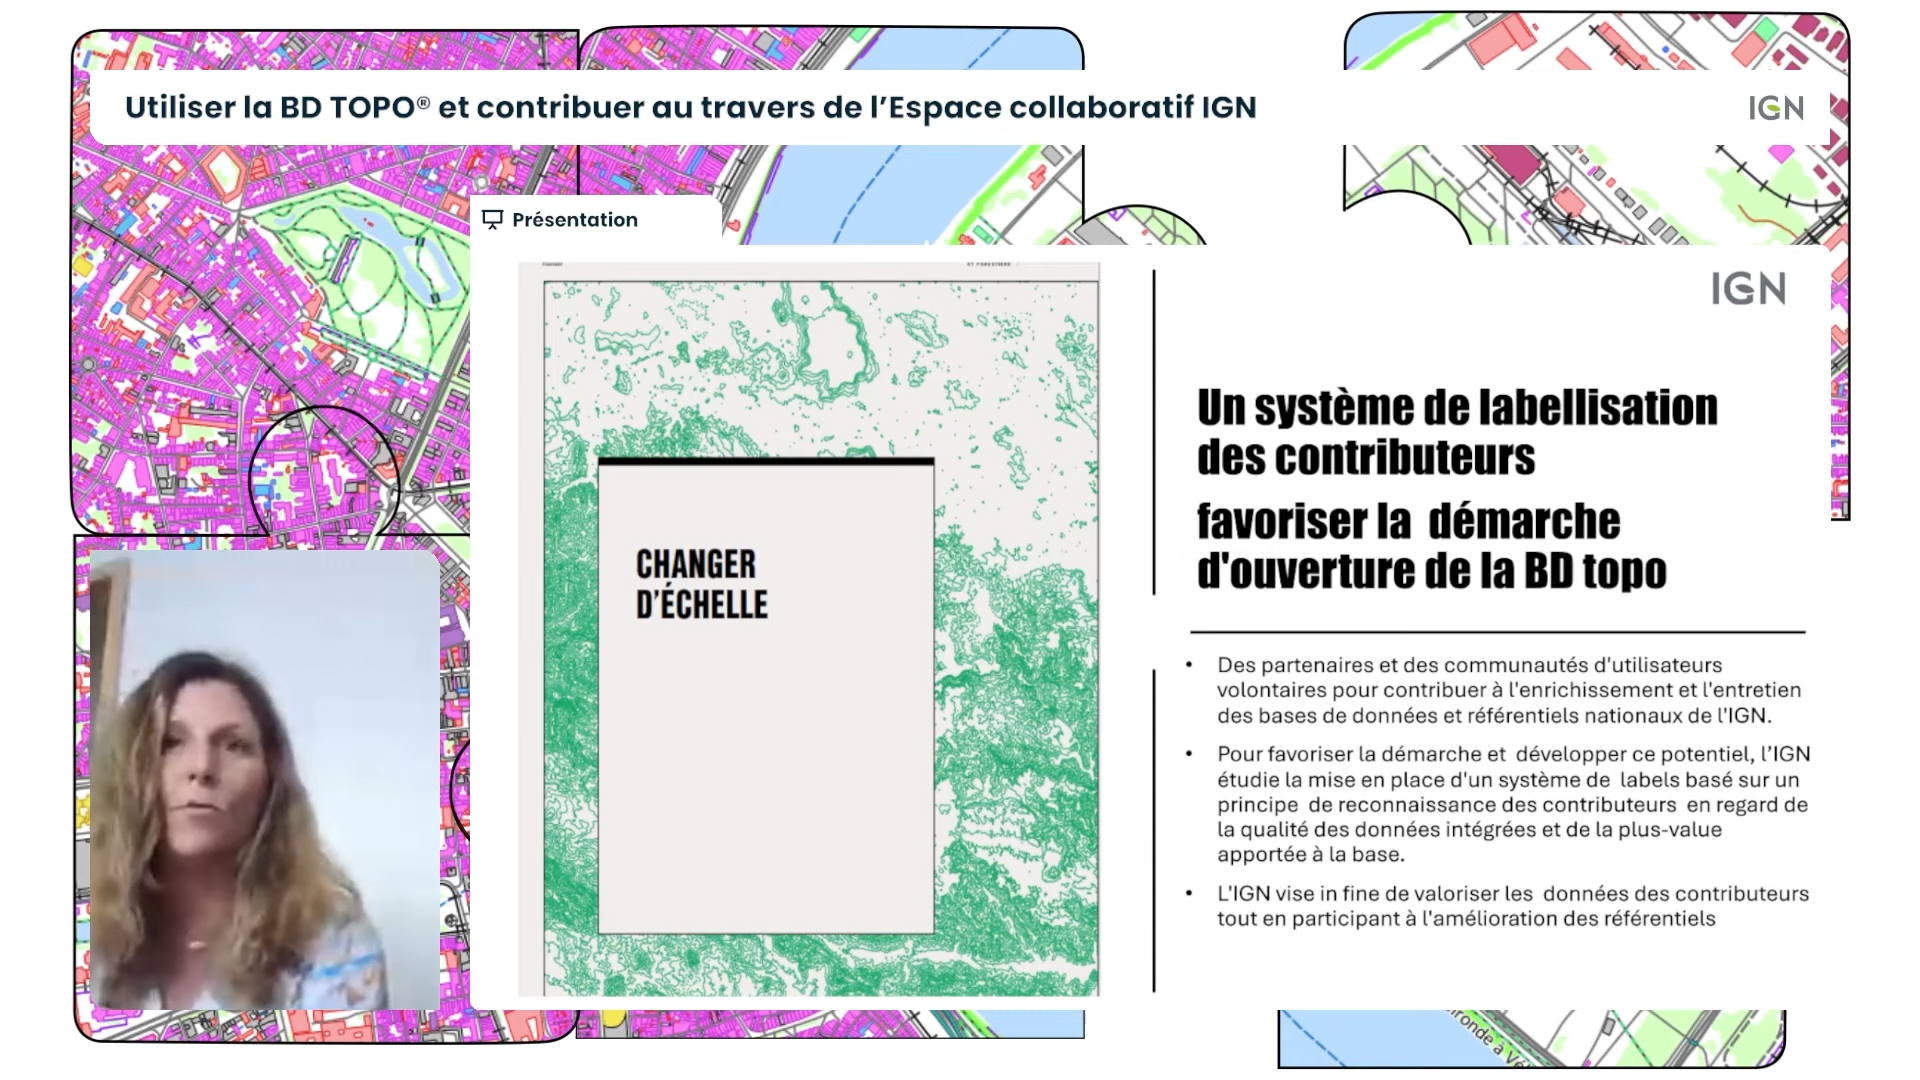 Utiliser la BD TOPO® et contribuer au travers de l’Espace collaboratif IGN
IGN
Présentation
ET FORESTIÈRE
IGN
CHANGER
D'ÉCHELLE
Un système de labellisation
des contributeurs
favoriser la démarche
d'ouverture de la BD topo
• Des partenaires et des communautés d'utilisateurs
volontaires pour contribuer à l'enrichissement et l'entretien
des bases de données et référentiels nationaux de l'IGN.
• Pour favoriser la démarche et développer ce potentiel, l’IGN
étudie la mise en place d'un système de labels basé sur un
principe de reconnaissance des contributeurs en regard de
la qualité des données intégrées et de la plus-value
apportée à la base.
• L'IGN vise in fine de valoriser les données des contributeurs
tout en participant à l'amélioration des référentiels